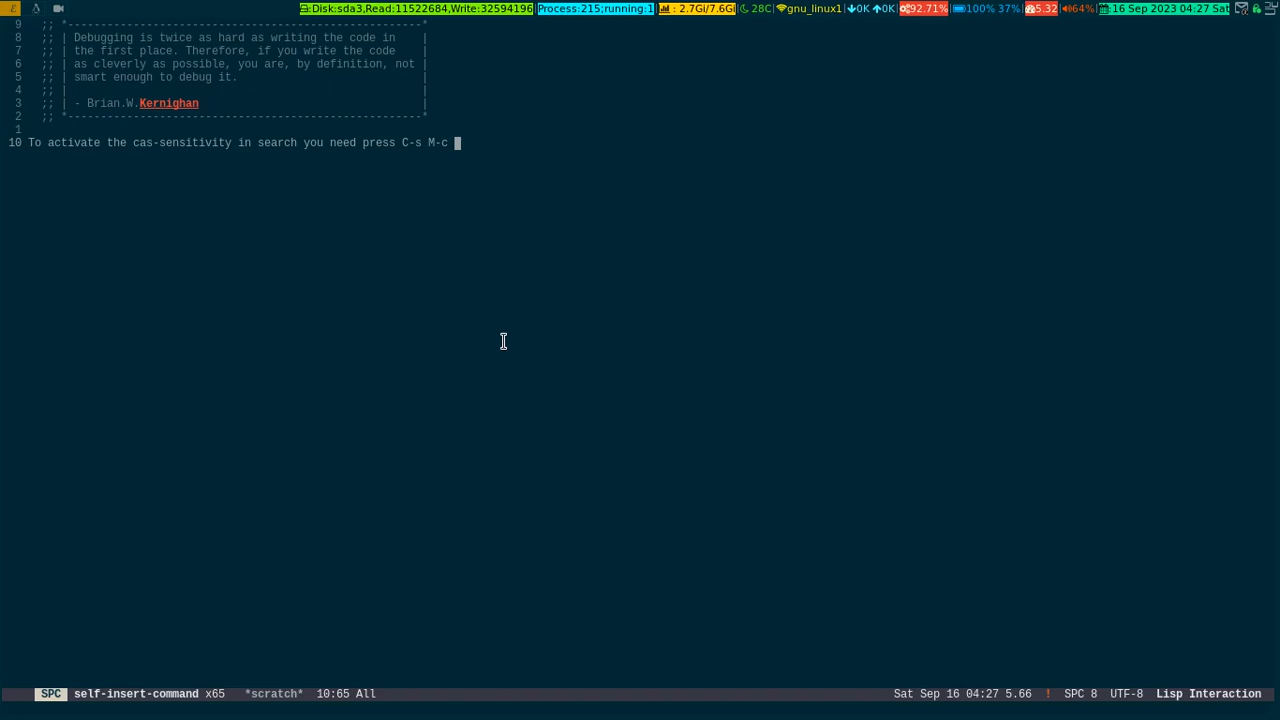 Disk:sda3,Read:11522684,Write:32594196|Process:215;running:1|: 2.7Gi/7.6Gi|28C|gnu_linux1|0K 0K|92.71%|100% 37%|5.32|64%|:16 Sep 2023 04:27 Sat
9 ;; *------------------------------------------------------*
8 ;; | Debugging is twice as hard as writing the code in |
7 ;; | the first place. Therefore, if you write the code |
6 ;; | as cleverly as possible, you are, by definition, not |
5 ;; | smart enough to debug it. |
4 ;; | |
3 ;; | - Brian.W.Kernighan |
2 ;; *------------------------------------------------------*
1
10 To activate the cas-sensitivity in search you need press C-s M-c
SPC self-insert-command x65 *scratch* 10:65 All Sat Sep 16 04:27 5.66 ! SPC 8 UTF-8 Lisp Interaction